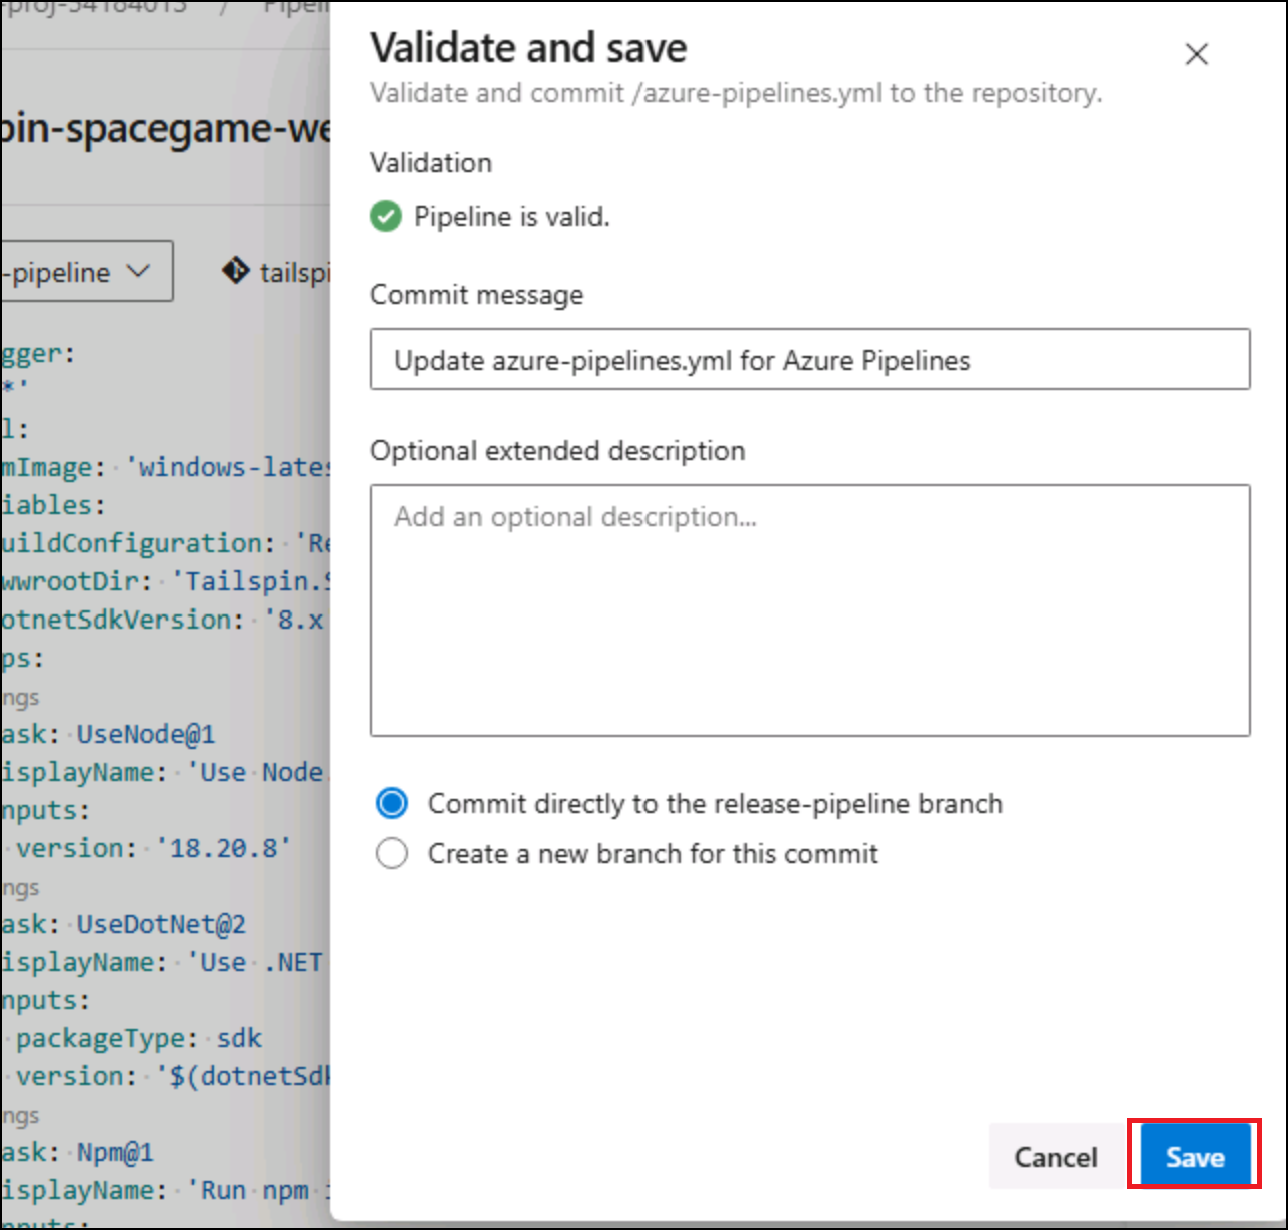 -proj-54184015 / Pipelin
pin-spacegame-we
-pipeline
tailspi
gger:
*'
l:
mImage: 'windows-lates
iables:
uildConfiguration: 'Re
wwrootDir: 'Tailspin.S
otnetSdkVersion: '8.x
ps:
ngs
ask: UseNode@1
isplayName: 'Use Node.
nputs:
version: '18.20.8'
ngs
ask: UseDotNet@2
isplayName: 'Use .NET
nputs:
packageType: sdk
version: '$(dotnetSdk
ngs
ask: Npm@1
isplayName: 'Run npm i
nputs:
Validate and save
Validate and commit /azure-pipelines.yml to the repository.
Validation
Pipeline is valid.
Commit message
Update azure-pipelines.yml for Azure Pipelines
Optional extended description
Add an optional description...
Commit directly to the release-pipeline branch
Create a new branch for this commit
Cancel
Save